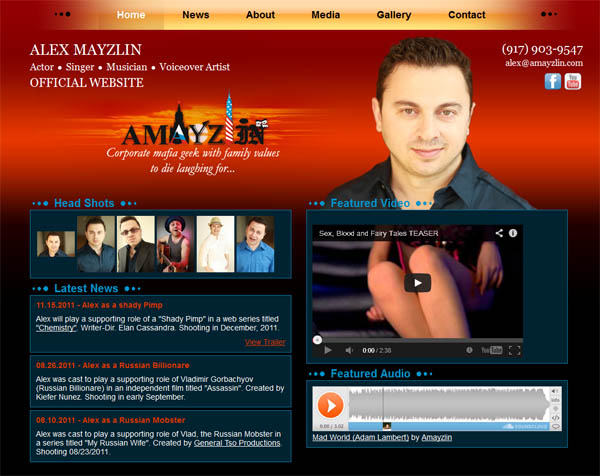 Home News About Media Gallery Contact
ALEX MAYZLIN
Actor ● Singer ● Musician ● Voiceover Artist
OFFICIAL WEBSITE
(917) 903-9547
alex@amayzlin.com
You Tube
AMAYZLIN
Corporate mafia geek with family values
to die laughing for...
Head Shots
Latest News
11.15.2011 - Alex as a shady Pimp
Alex will play a supporting role of a "Shady Pimp" in a web series titled
"Chemistry". Writer-Dir. Elan Cassandra. Shooting in December, 2011.
View Trailer
08.26.2011 - Alex as a Russian Billionare
Alex was cast to play a supporting role of Vladimir Gorbachyov
(Russian Billionare) in an independent film titled "Assassin". Created by
Kiefer Nunez. Shooting in early September.
08.10.2011 - Alex as a Russian Mobster
Alex was cast to play a supporting role of Vlad, the Russian Mobster in
a series titled "My Russian Wife". Created by General Tso Productions.
Shooting 08/23/2011.
Featured Video
Sex, Blood and Fairy Tales TEASER
0:00 / 2:38
YouTube
Featured Audio
0.00 / 3.02
SOUNDCLOUD
Mad World (Adam Lambert) by Amayzlin